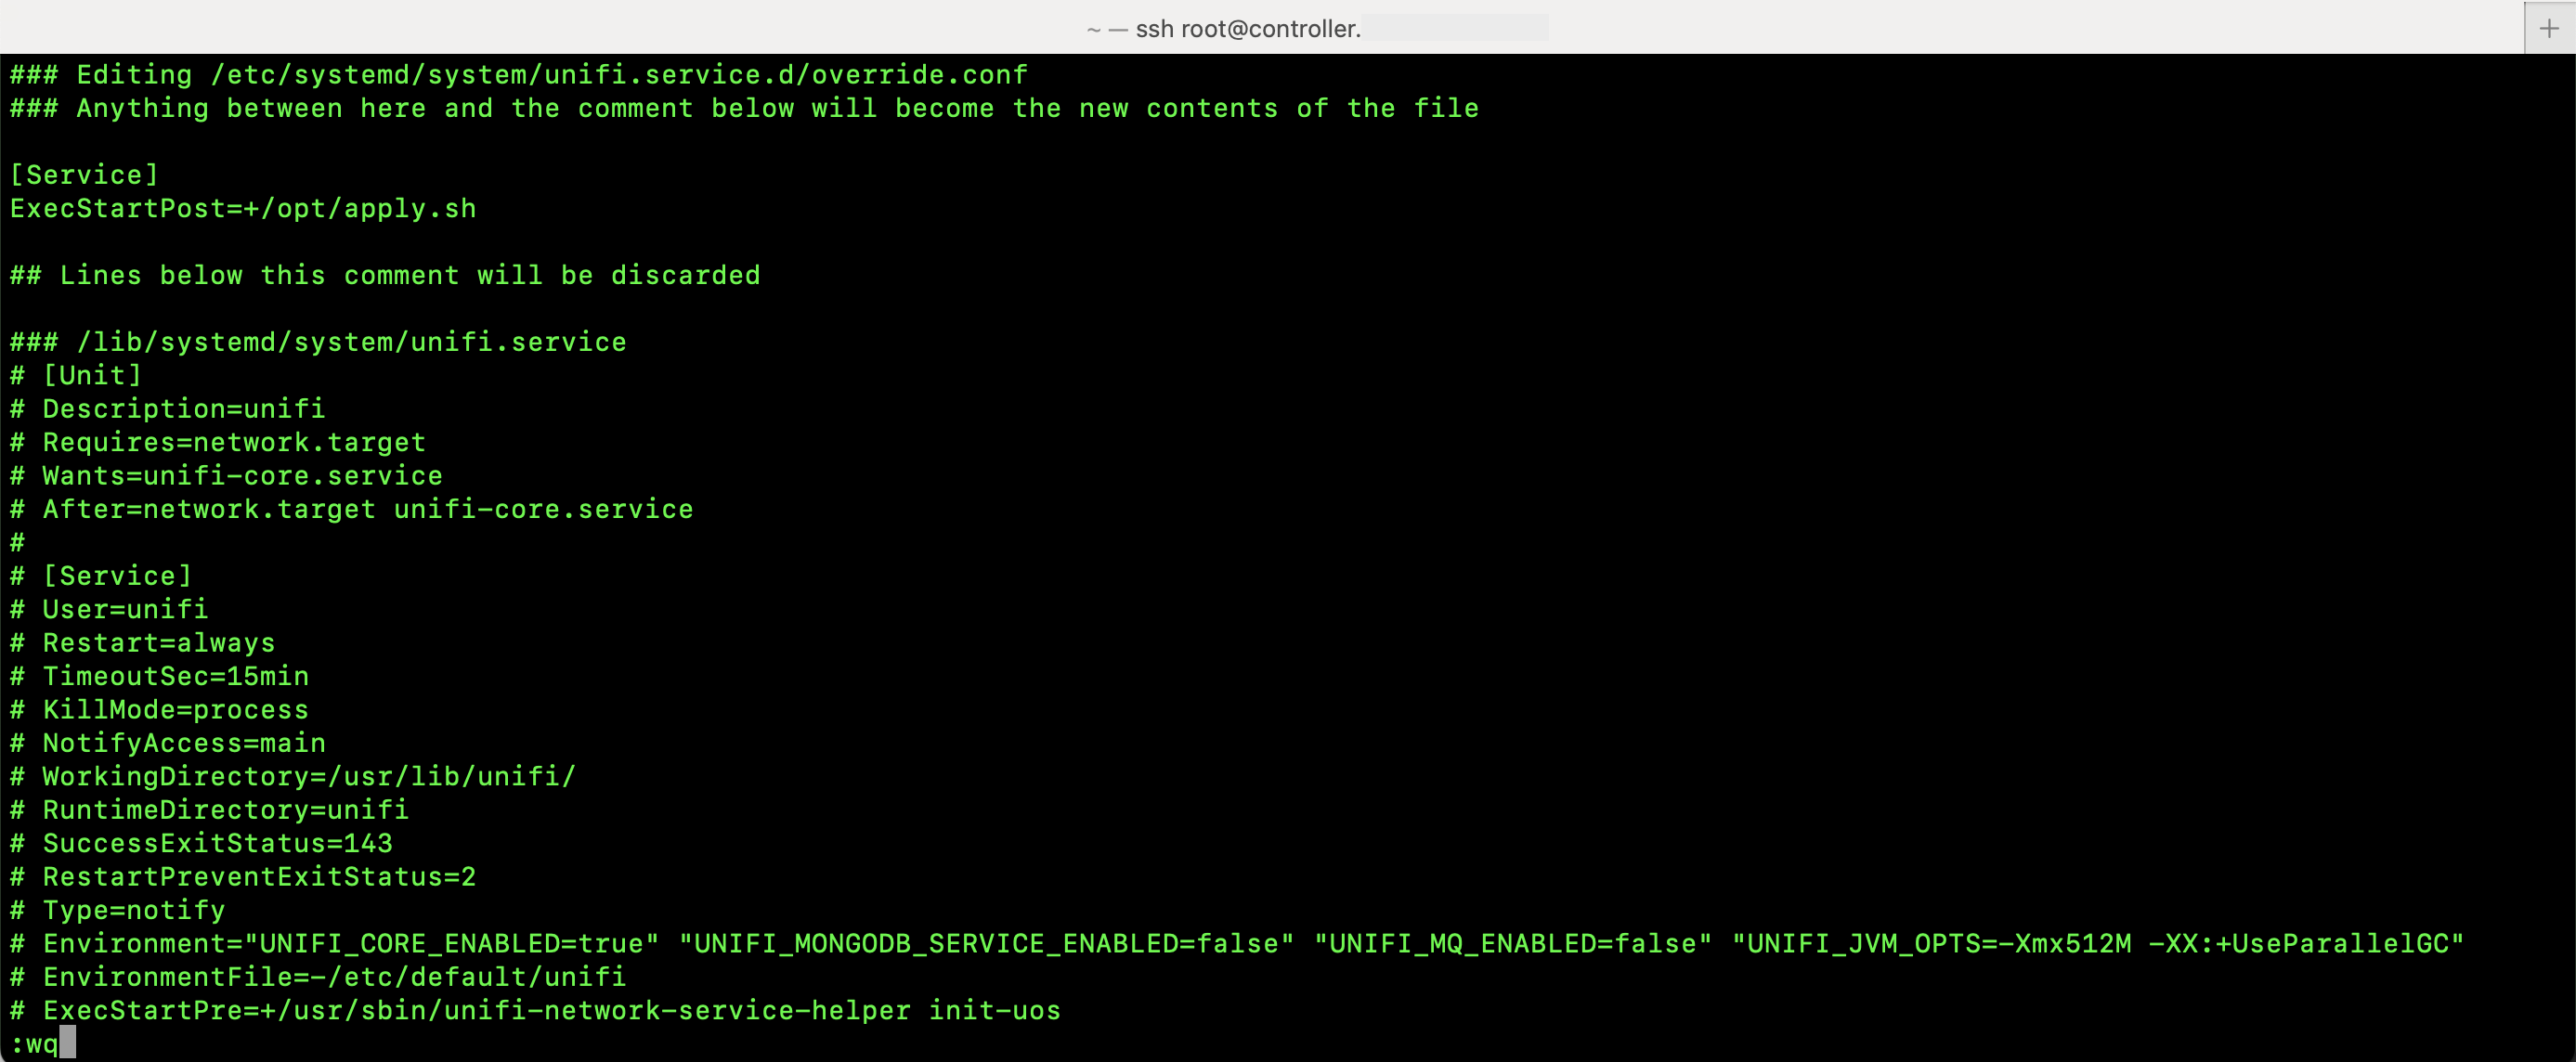 ~ — ssh root@controller.
+
### Editing /etc/systemd/system/unifi.service.d/override.conf
### Anything between here and the comment below will become the new contents of the file
[Service]
ExecStartPost=+/opt/apply.sh
## Lines below this comment will be discarded
### /lib/systemd/system/unifi.service
# [Unit]
# Description=unifi
# Requires=network.target
# Wants=unifi-core.service
# After=network.target unifi-core.service
#
# [Service]
# User=unifi
# Restart=always
# TimeoutSec=15min
# KillMode=process
# NotifyAccess=main
# WorkingDirectory=/usr/lib/unifi/
# RuntimeDirectory=unifi
# SuccessExitStatus=143
# RestartPreventExitStatus=2
# Type=notify
# Environment="UNIFI_CORE_ENABLED=true" "UNIFI_MONGODB_SERVICE_ENABLED=false" "UNIFI_MQ_ENABLED=false" "UNIFI_JVM_OPTS=-Xmx512M -XX:+UseParallelGC"
# EnvironmentFile=-/etc/default/unifi
# ExecStartPre=+/usr/sbin/unifi-network-service-helper init-uos
:wq